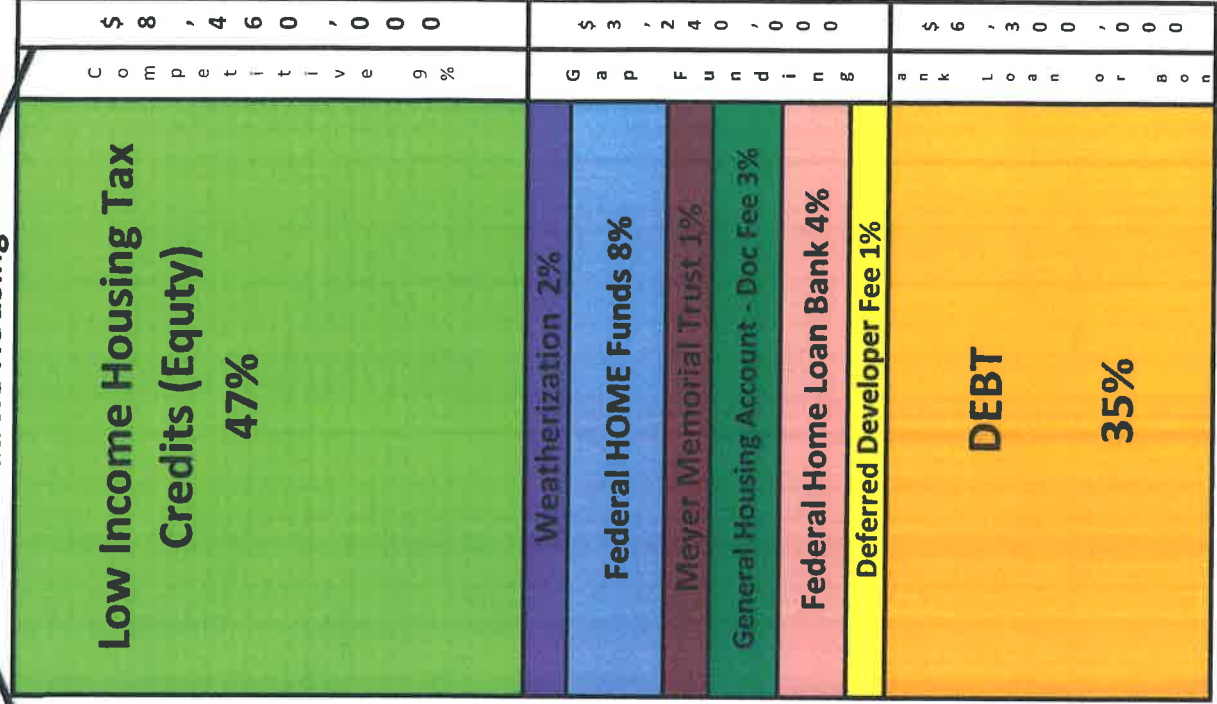 Low Income Housing Tax
Credits (Equty)
47%
Competitive 9%
$8,460,000
Weatherization 2%
Federal HOME Funds 8%
Meyer Memorial Trust 1%
General Housing Account - Doc Fee 3%
Federal Home Loan Bank 4%
Deferred Developer Fee 1%
Gap Funding
$3,240,000
DEBT
35%
ank Loan or Bon
$6,300,000